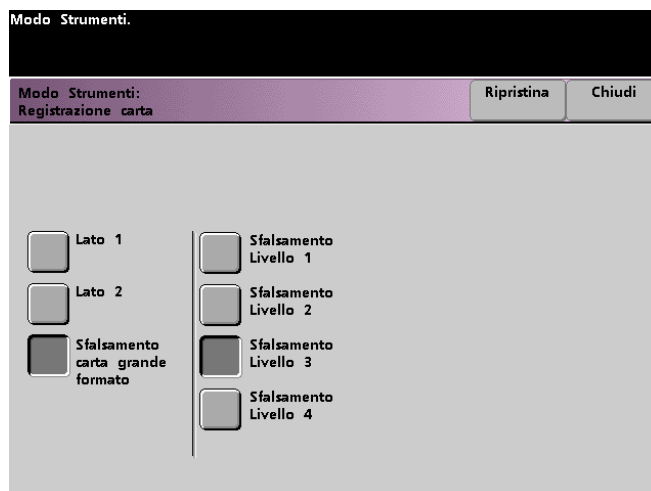 Modo Strumenti.
Modo Strumenti:
Registrazione carta
Ripristina
Chiudi
Lato 1
Lato 2
Sfalsamento
carta grande
formato
Sfalsamento
Livello 1
Sfalsamento
Livello 2
Sfalsamento
Livello 3
Sfalsamento
Livello 4